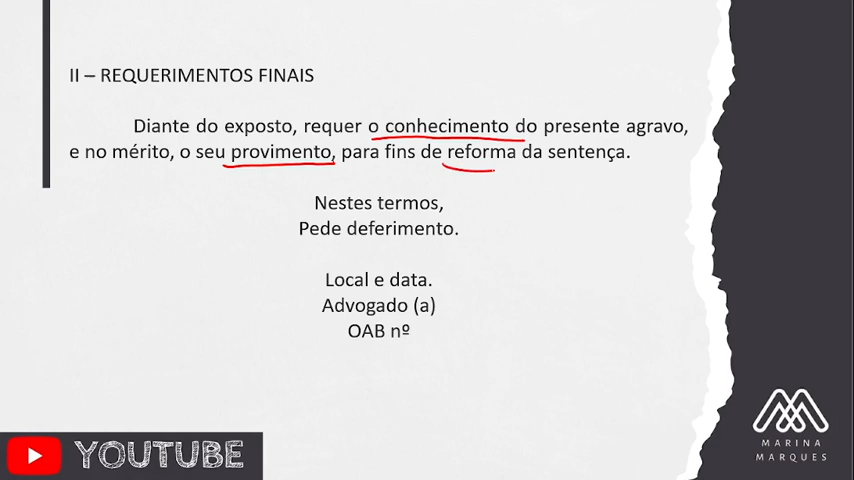 II – REQUERIMENTOS FINAIS
Diante do exposto, requer o conhecimento do presente agravo,
e no mérito, o seu provimento, para fins de reforma da sentença.
Nestes termos,
Pede deferimento.
Local e data.
Advogado (a)
OAB nº
YOUTUBE
MARINA
MARQUES